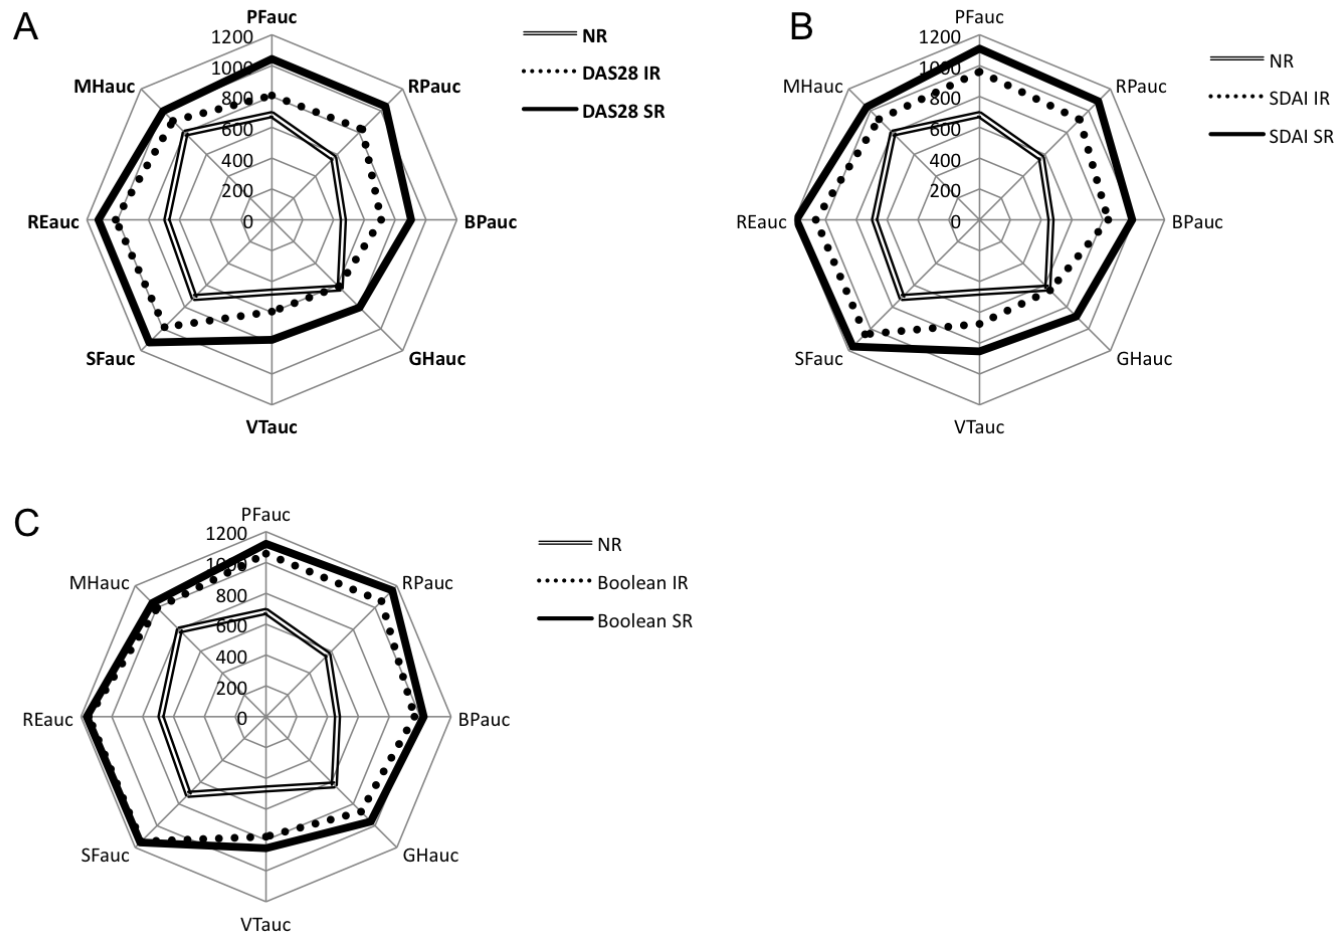 A
PFauc
1200
1000
800
600
400
200
0
MHauc
RPauc
REauc
BPauc
SFauc
GHauc
VTauc
NR
DAS28 IR
DAS28 SR
B
PFauc
1200
1000
800
600
400
200
0
MHauc
RPauc
REauc
BPauc
SFauc
GHauc
VTauc
NR
SDAI IR
SDAI SR
C
PFauc
1200
1000
800
600
400
200
0
MHauc
RPauc
REauc
BPauc
SFauc
GHauc
VTauc
NR
Boolean IR
Boolean SR